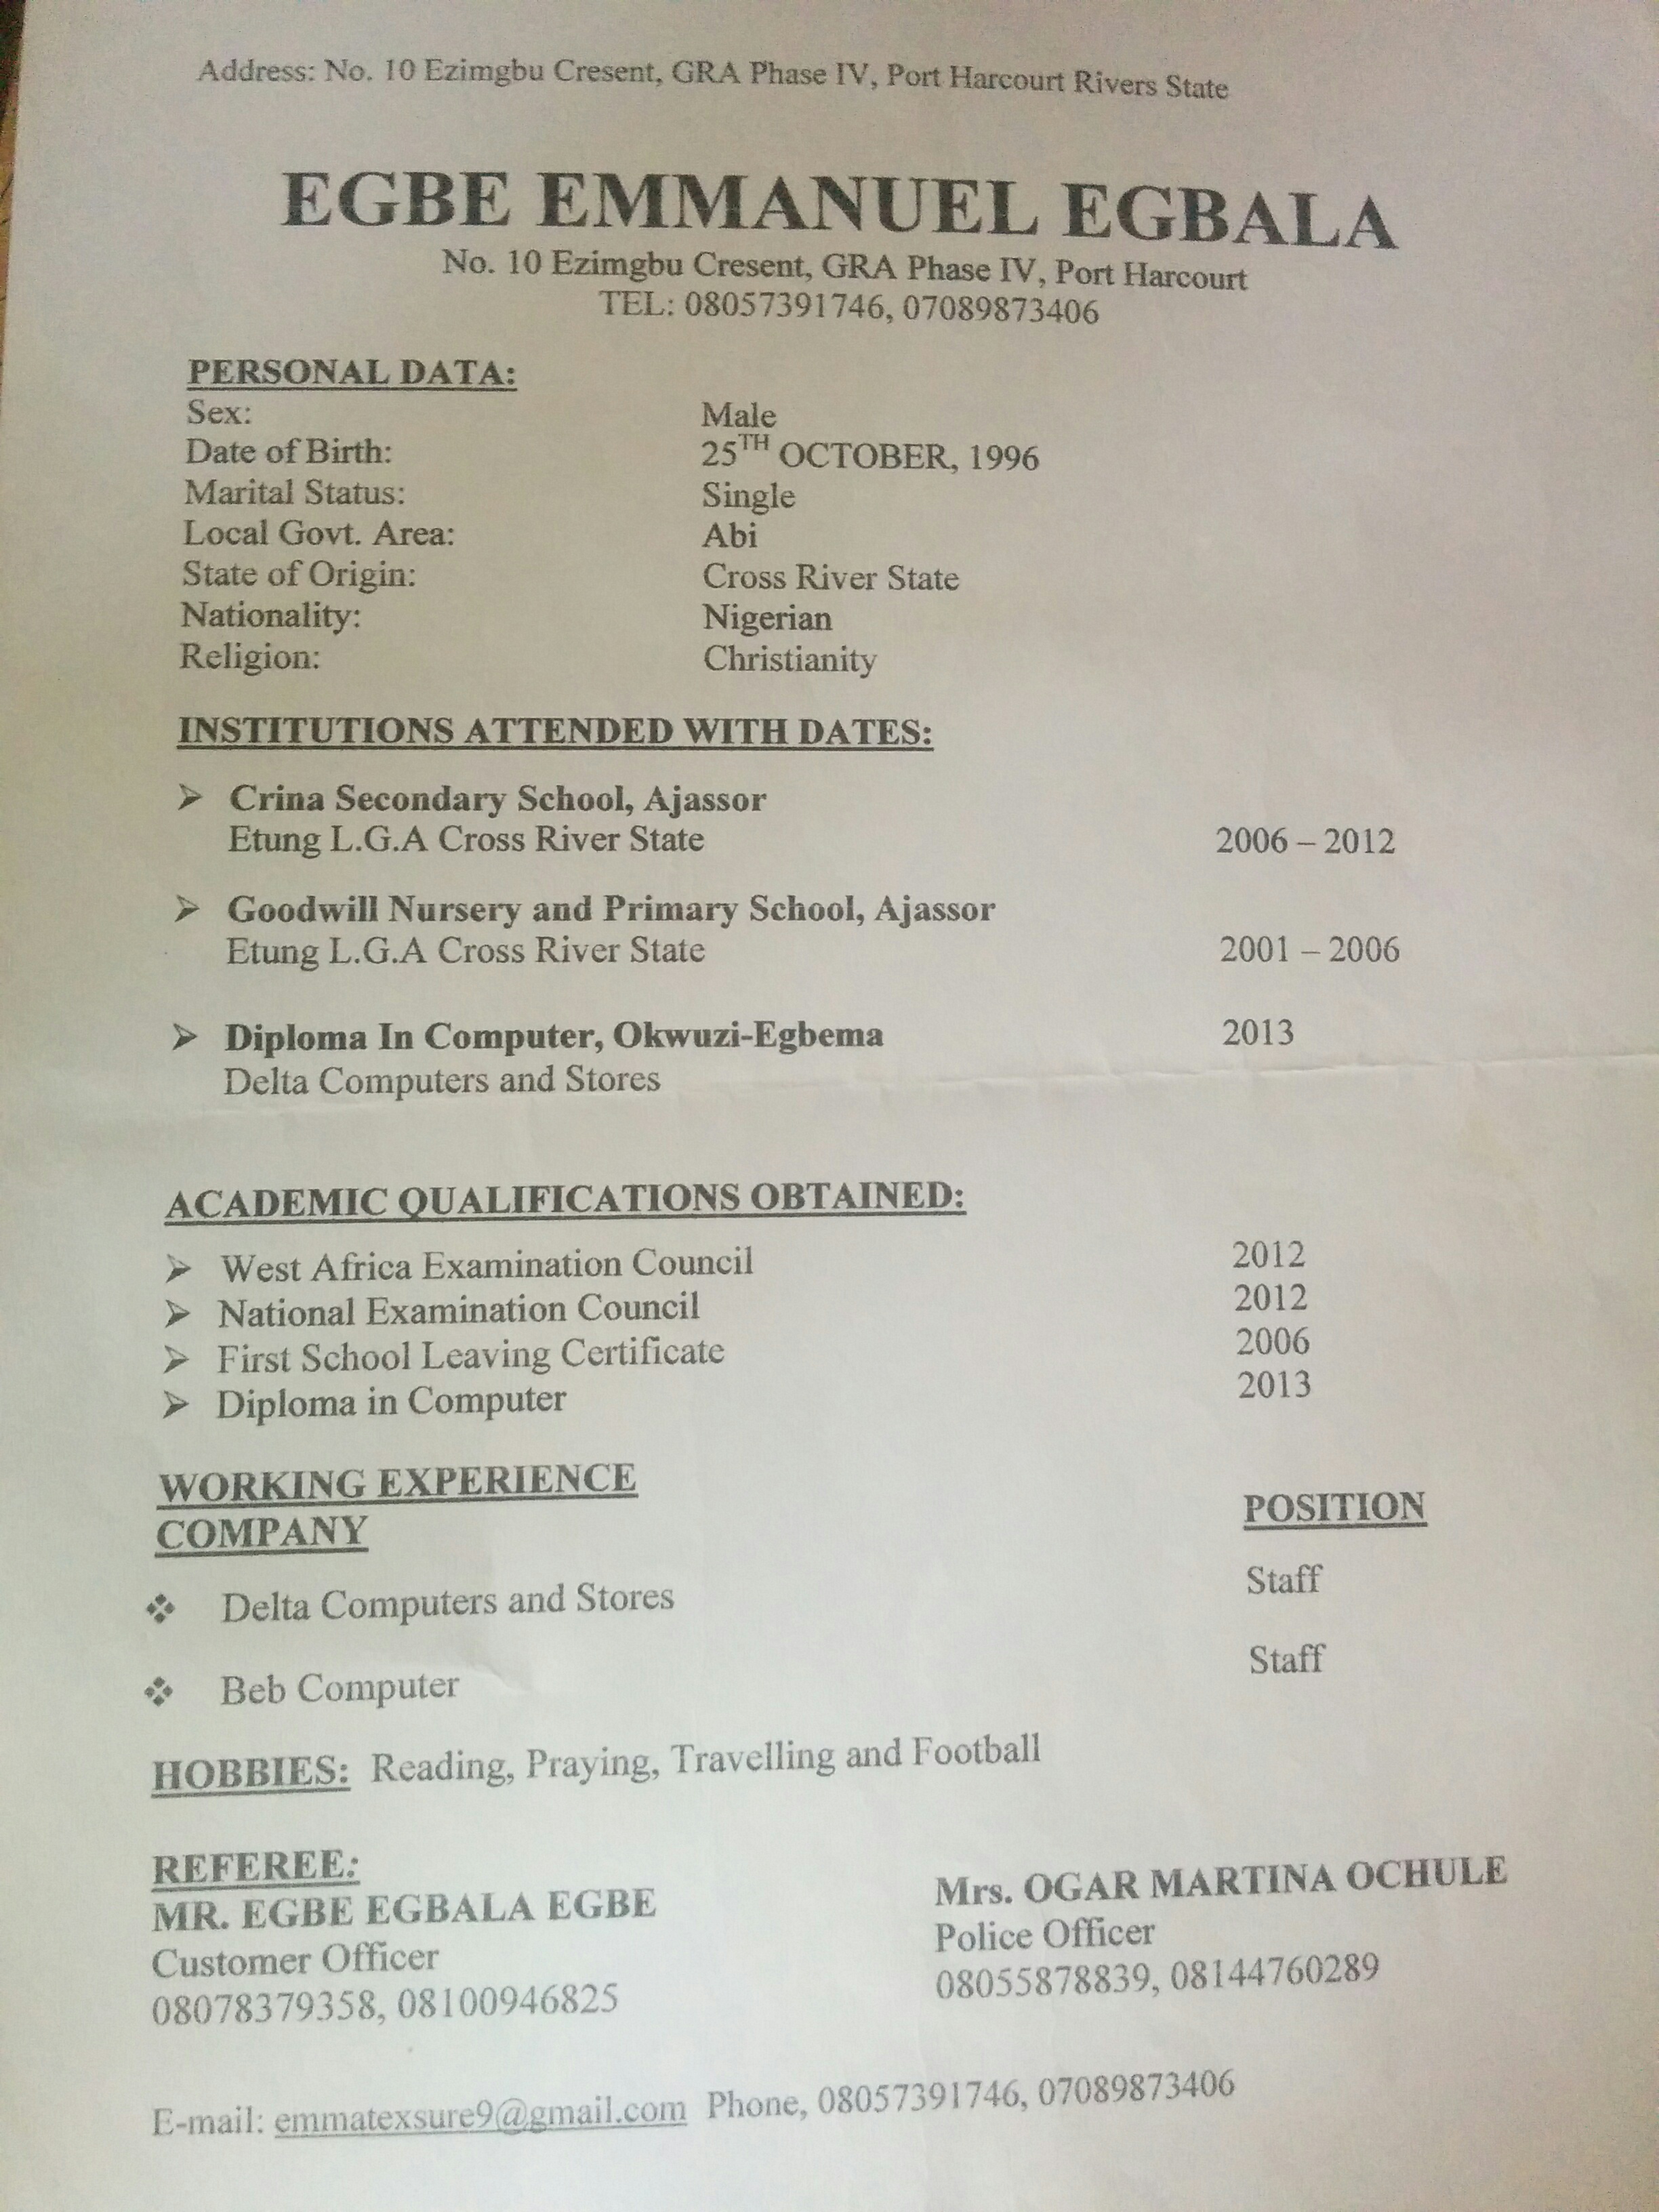 Address: No. 10 Ezimgbu Cresent, GRA Phase IV, Port Harcourt Rivers State
EGBE EMMANUEL EGBALA
No. 10 Ezimgbu Cresent, GRA Phase IV, Port Harcourt
TEL: 08057391746, 07089873406
PERSONAL DATA:
Sex: Male
Date of Birth: 25TH OCTOBER, 1996
Marital Status: Single
Local Govt. Area: Abi
State of Origin: Cross River State
Nationality: Nigerian
Religion: Christianity
INSTITUTIONS ATTENDED WITH DATES:
➢ Crina Secondary School, Ajassor
Etung L.G.A Cross River State 2006 – 2012
➢ Goodwill Nursery and Primary School, Ajassor
Etung L.G.A Cross River State 2001 – 2006
➢ Diploma In Computer, Okwuzi-Egbema 2013
Delta Computers and Stores
ACADEMIC QUALIFICATIONS OBTAINED:
➢ West Africa Examination Council 2012
➢ National Examination Council 2012
➢ First School Leaving Certificate 2006
➢ Diploma in Computer 2013
WORKING EXPERIENCE
COMPANY POSITION
❖ Delta Computers and Stores Staff
❖ Beb Computer Staff
HOBBIES: Reading, Praying, Travelling and Football
REFEREE:
MR. EGBE EGBALA EGBE Mrs. OGAR MARTINA OCHULE
Customer Officer Police Officer
08078379358, 08100946825 08055878839, 08144760289
E-mail: emmatexsure9@gmail.com Phone, 08057391746, 07089873406